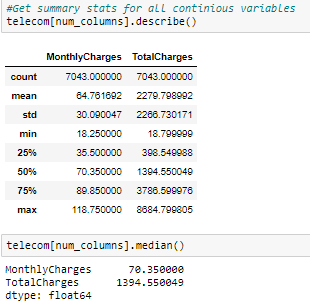 #Get summary stats for all continious variables
telecom[num_columns].describe()
MonthlyCharges TotalCharges
count 7043.000000 7043.000000
mean 64.761692 2279.798992
std 30.090047 2266.730171
min 18.250000 18.799999
25% 35.500000 398.549988
50% 70.350000 1394.550049
75% 89.850000 3786.599976
max 118.750000 8684.799805
telecom[num_columns].median()
MonthlyCharges 70.350000
TotalCharges 1394.550049
dtype: float64